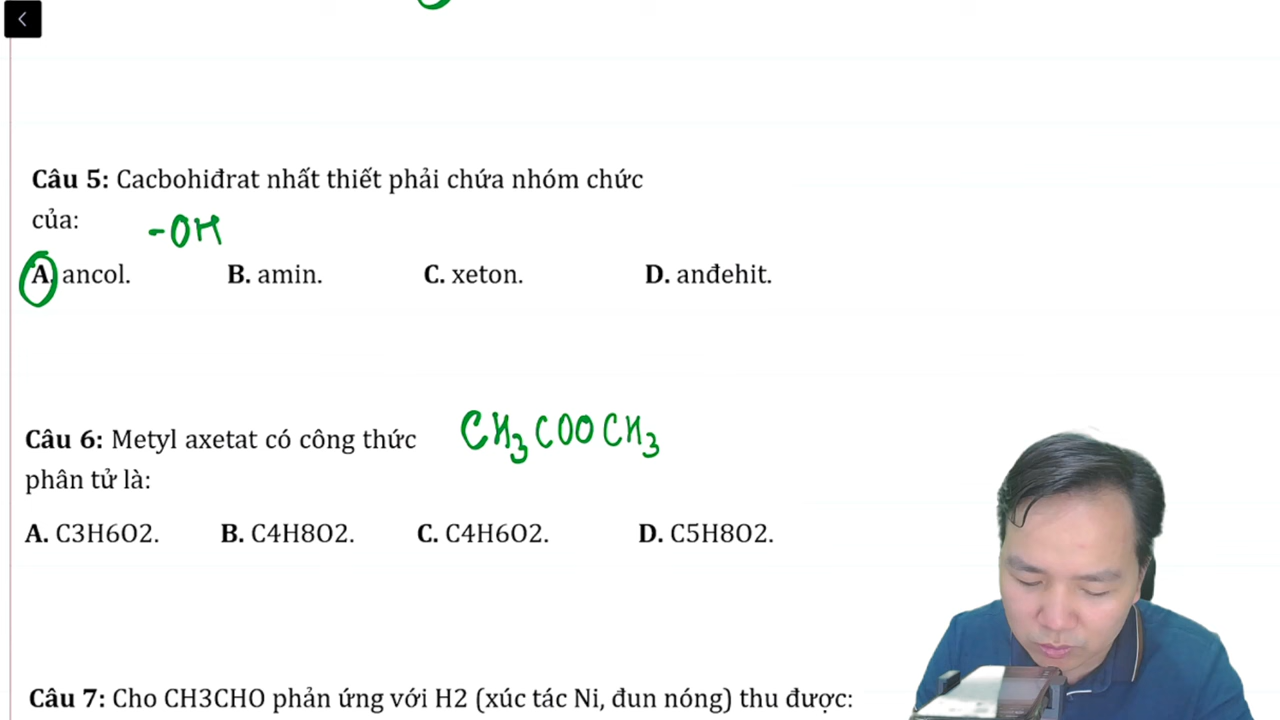 Câu 5: Cacbohiđrat nhất thiết phải chứa nhóm chức
của:
-OH
A. ancol. B. amin. C. xeton. D. anđehit.
Câu 6: Metyl axetat có công thức CH3COOCH3
phân tử là:
A. C3H6O2. B. C4H8O2. C. C4H6O2. D. C5H8O2.
Câu 7: Cho CH3CHO phản ứng với H2 (xúc tác Ni, đun nóng) thu được: